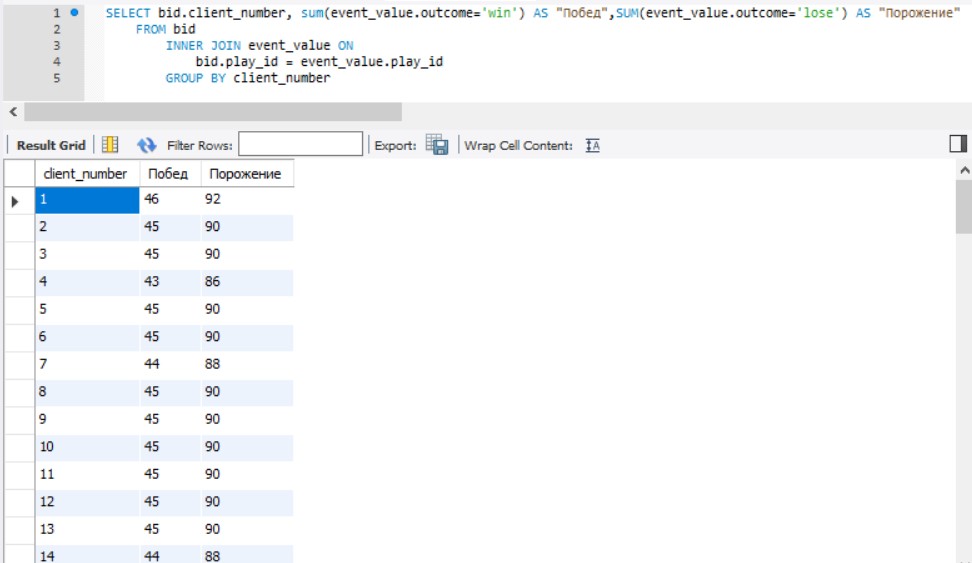 1 SELECT bid.client_number, sum(event_value.outcome='win') AS "Побед",SUM(event_value.outcome='lose') AS "Порожение"
2 FROM bid
3 INNER JOIN event_value ON
4 bid.play_id = event_value.play_id
5 GROUP BY client_number
Result Grid Filter Rows: Export: Wrap Cell Content:
client_number Побед Порожение
1 46 92
2 45 90
3 45 90
4 43 86
5 45 90
6 45 90
7 44 88
8 45 90
9 45 90
10 45 90
11 45 90
12 45 90
13 45 90
14 44 88